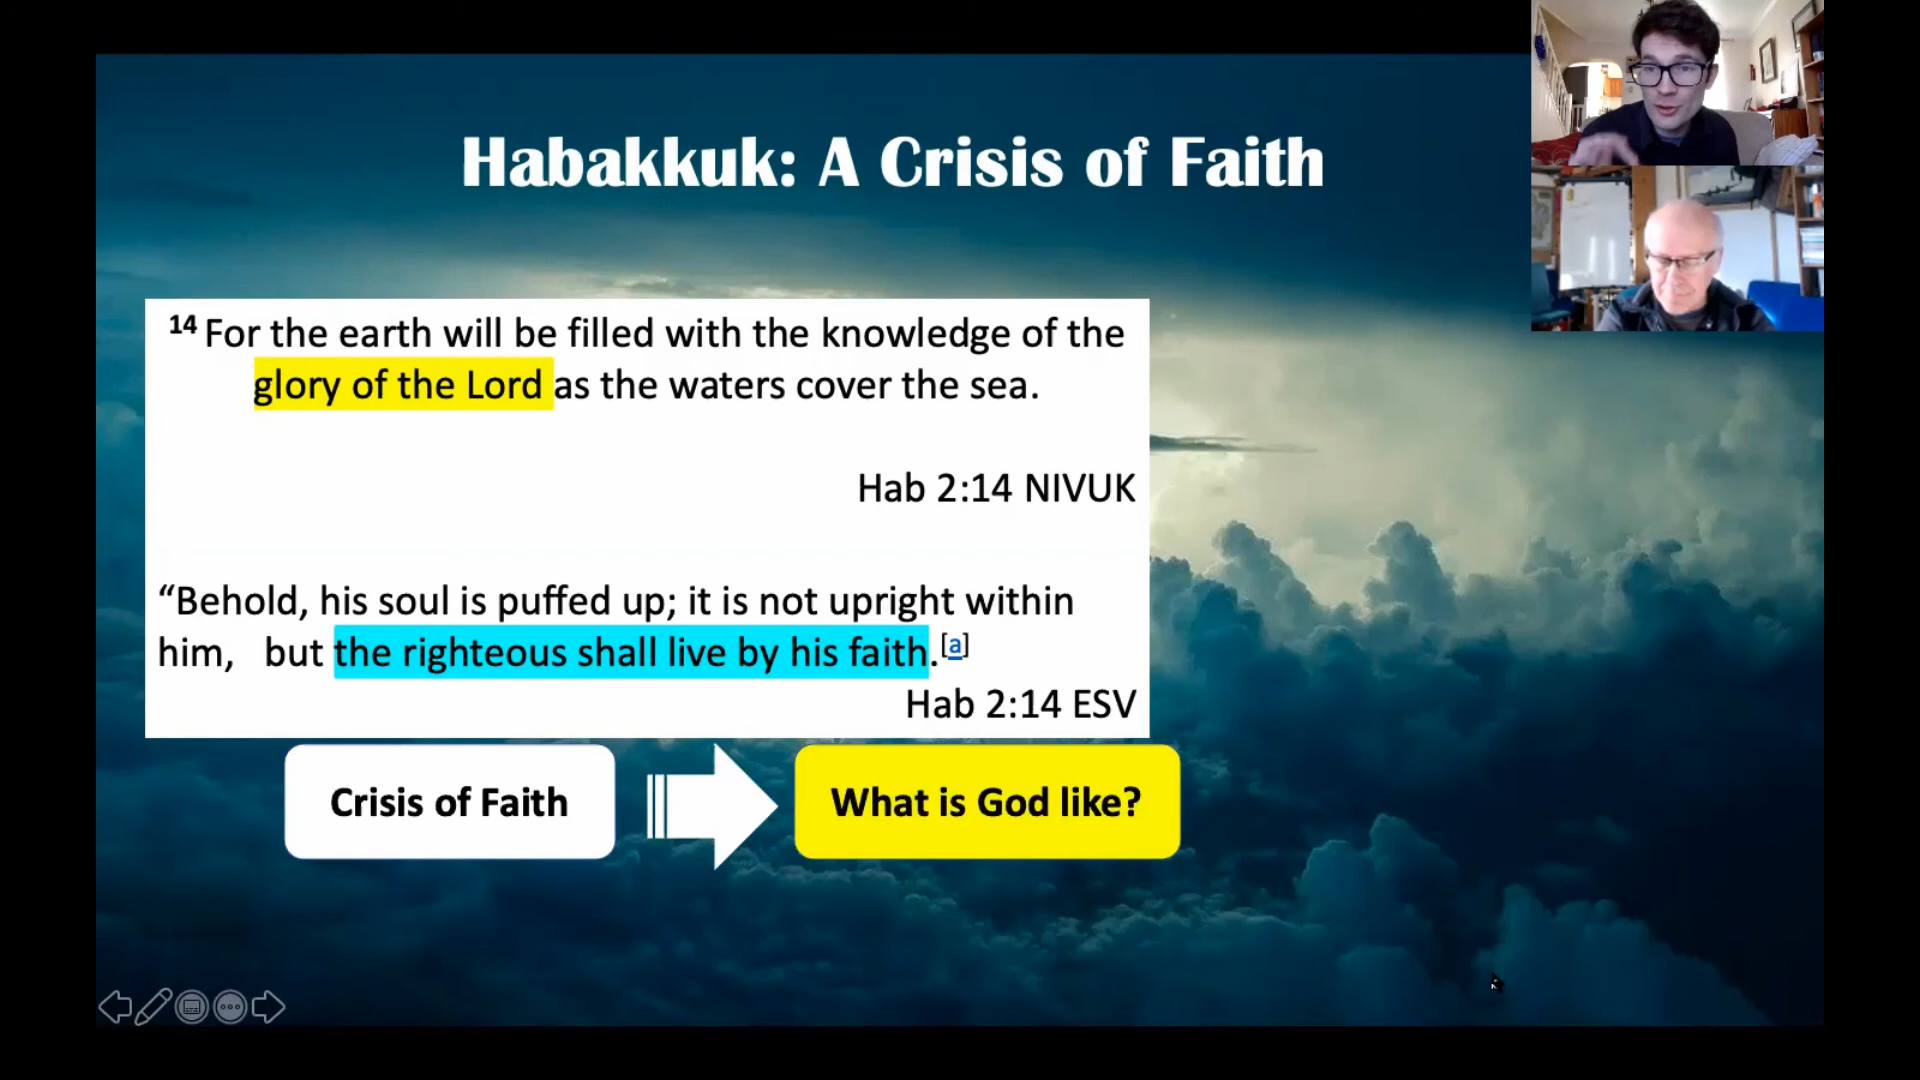 Habakkuk: A Crisis of Faith
14 For the earth will be filled with the knowledge of the
glory of the Lord as the waters cover the sea.
Hab 2:14 NIVUK
“Behold, his soul is puffed up; it is not upright within
him, but the righteous shall live by his faith.[a]
Hab 2:14 ESV
Crisis of Faith
What is God like?